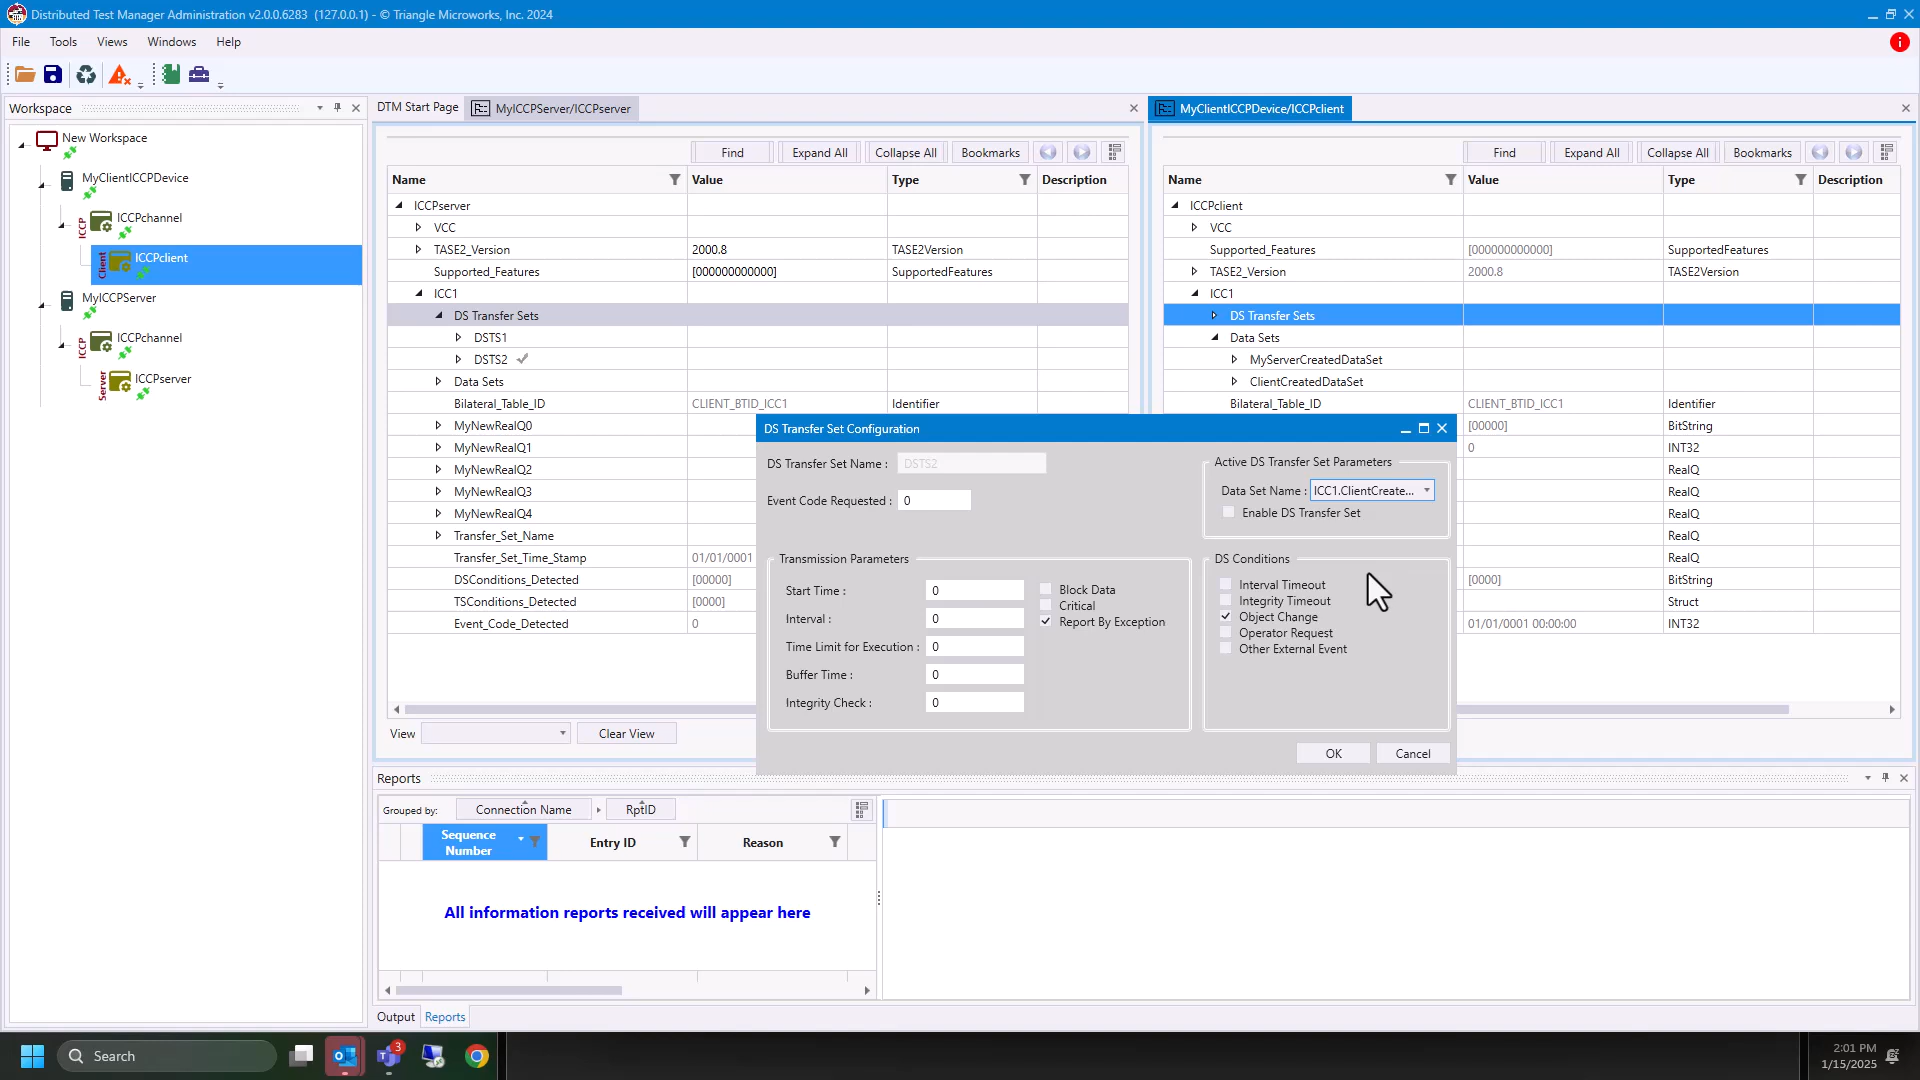 Distributed Test Manager Administration v2.0.0.6283 (127.0.0.1) - © Triangle Microworks, Inc. 2024
File Tools Views Windows Help
Workspace
New Workspace
MyClientICCPDevice
ICCP ICCPchannel
Client ICCPclient
MyICCPServer
ICCP ICCPchannel
Server ICCPserver
DTM Start Page MyICCPServer/ICCPserver
Find Expand All Collapse All Bookmarks
Name Value Type Description
ICCPserver
VCC
TASE2_Version 2000.8 TASE2Version
Supported_Features [000000000000] SupportedFeatures
ICC1
DS Transfer Sets
DSTS1
DSTS2
Data Sets
Bilateral_Table_ID CLIENT_BTID_ICC1 Identifier
MyNewRealQ0
MyNewRealQ1
MyNewRealQ2
MyNewRealQ3
MyNewRealQ4
Transfer_Set_Name
Transfer_Set_Time_Stamp 01/01/0001
DSConditions_Detected [00000]
TSConditions_Detected [0000]
Event_Code_Detected 0
View Clear View
MyClientICCPDevice/ICCPclient
Find Expand All Collapse All Bookmarks
Name Value Type Description
ICCPclient
VCC
Supported_Features [000000000000] SupportedFeatures
TASE2_Version 2000.8 TASE2Version
ICC1
DS Transfer Sets
Data Sets
MyServerCreatedDataSet
ClientCreatedDataSet
Bilateral_Table_ID CLIENT_BTID_ICC1 Identifier
[00000] BitString
0 INT32
RealQ
RealQ
RealQ
RealQ
RealQ
[0000] BitString
Struct
01/01/0001 00:00:00 INT32
DS Transfer Set Configuration
DS Transfer Set Name : DSTS2
Event Code Requested : 0
Active DS Transfer Set Parameters
Data Set Name : ICC1.ClientCreate...
Enable DS Transfer Set
Transmission Parameters
Start Time : 0
Interval : 0
Time Limit for Execution : 0
Buffer Time : 0
Integrity Check : 0
Block Data
Critical
Report By Exception
DS Conditions
Interval Timeout
Integrity Timeout
Object Change
Operator Request
Other External Event
OK Cancel
Reports
Grouped by: Connection Name RptID
Sequence Number Entry ID Reason
All information reports received will appear here
Output Reports
Search
3
2:01 PM
1/15/2025